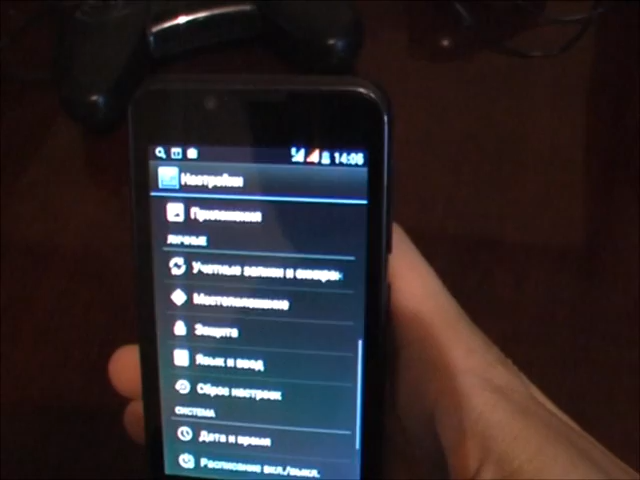 14:05
Настройки
Приложения
ЛИЧНЫЕ
Учетные записи и синхро
Местоположение
Защита
Язык и ввод
Сброс настроек
СИСТЕМА
Дата и время
Расписание вкл./выкл.